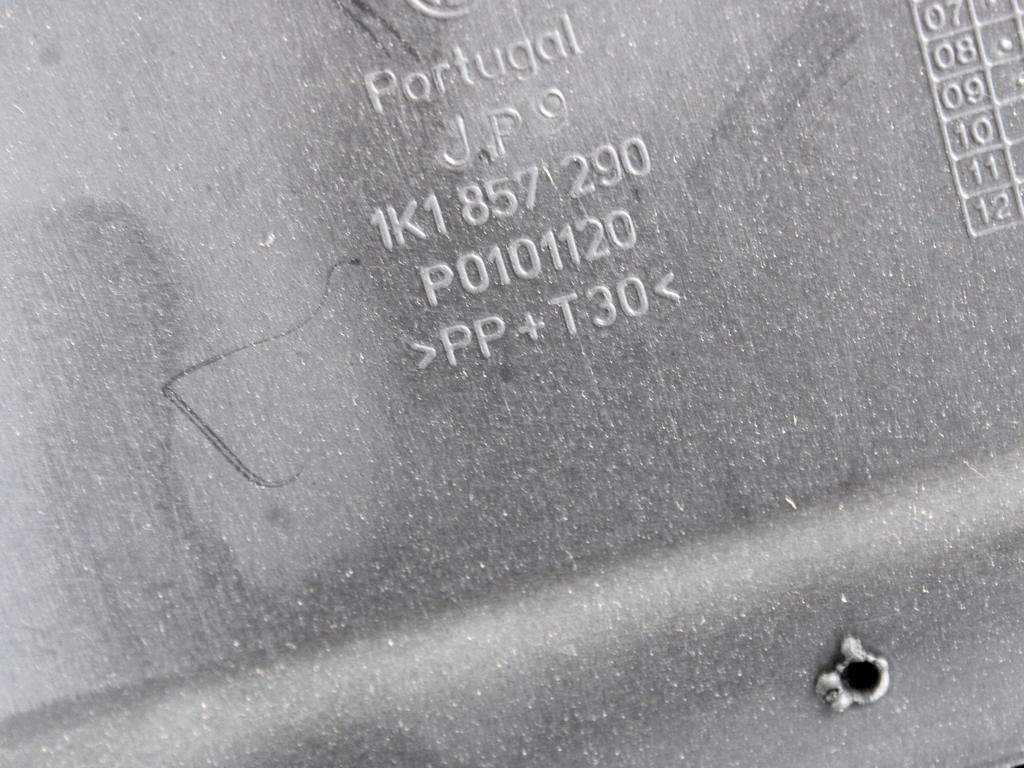 Portugal
J.P 9
1K1 857 290
P0101120
>PP+T30<
07
08
09
10
11
12